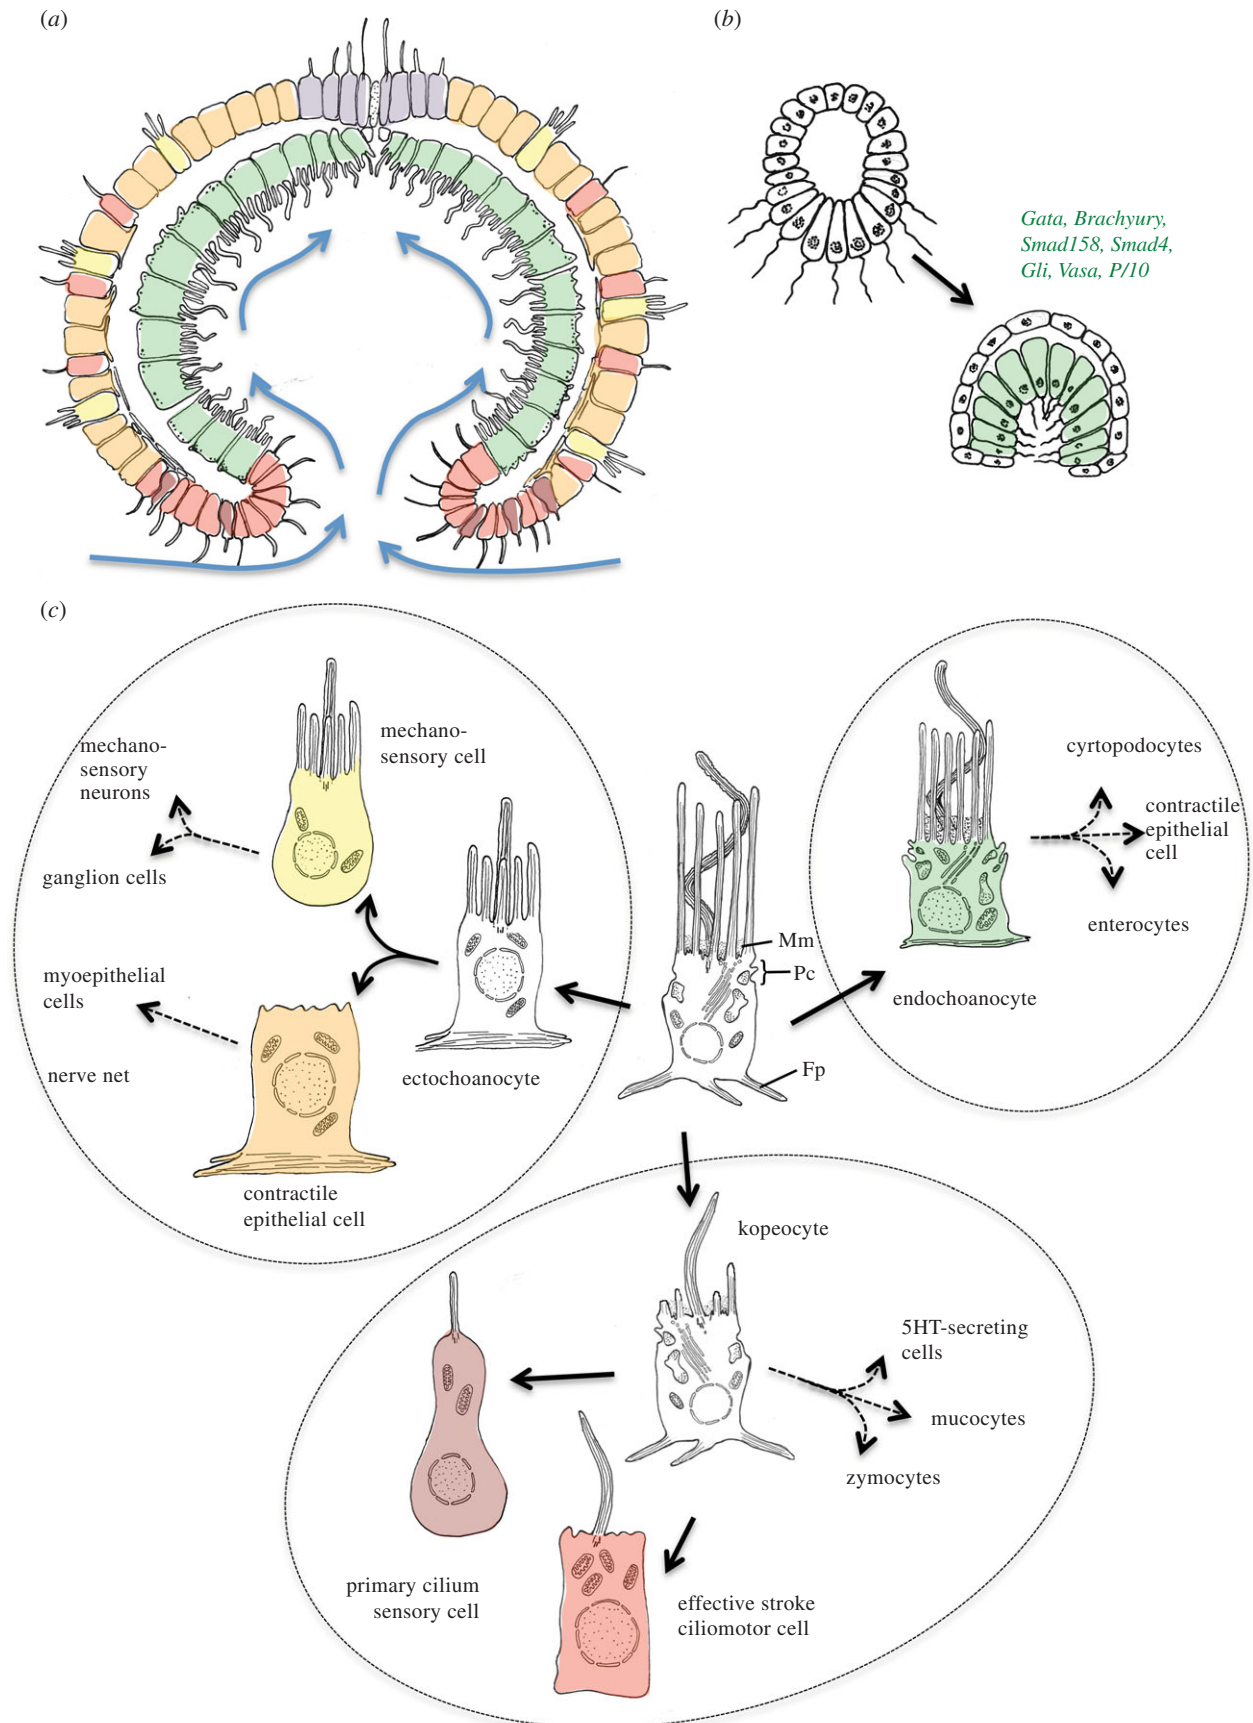 (a)
(b)
Gata, Brachyury,
Smad158, Smad4,
Gli, Vasa, P/10
(c)
mechano-
sensory
neurons
ganglion cells
myoepithelial
cells
nerve net
mechano-
sensory cell
ectochoanocyte
contractile
epithelial cell
Mm
Pc
Fp
cyrtopodocytes
contractile
epithelial
cell
enterocytes
endochoanocyte
kopeocyte
5HT-secreting
cells
mucocytes
zymocytes
primary cilium
sensory cell
effective stroke
ciliomotor cell